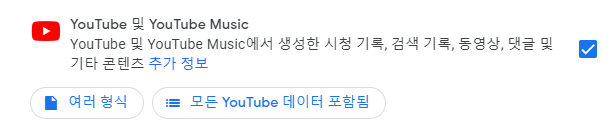 YouTube 및 YouTube Music
YouTube 및 YouTube Music에서 생성한 시청 기록, 검색 기록, 동영상, 댓글 및
기타 콘텐츠 추가 정보
여러 형식
모든 YouTube 데이터 포함됨